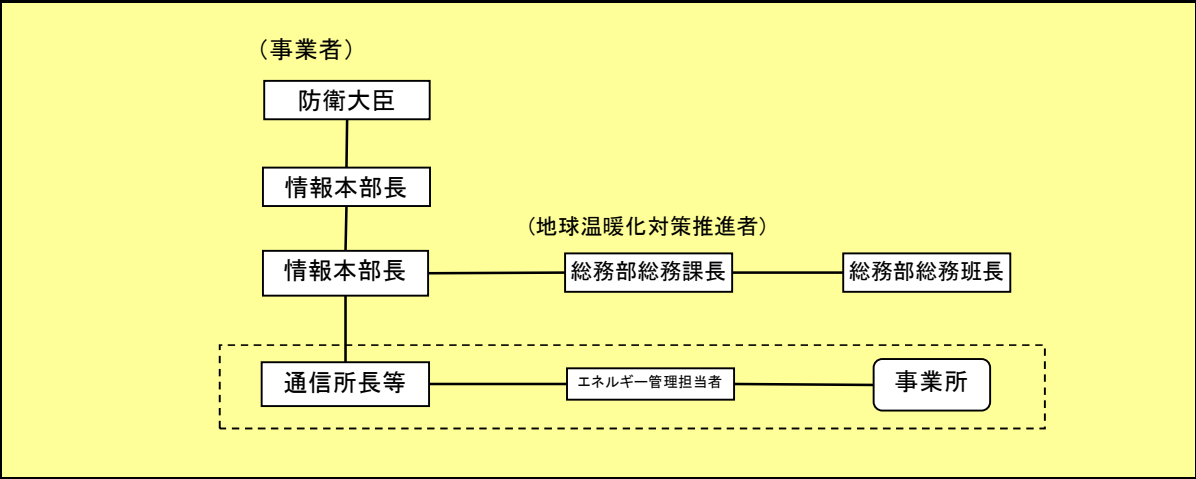 （事業者）
防衛大臣
情報本部長
（地球温暖化対策推進者）
情報本部長
総務部総務課長
総務部総務班長
通信所長等
エネルギー管理担当者
事業所